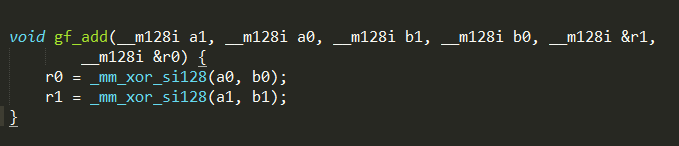 void gf_add(__m128i a1, __m128i a0, __m128i b1, __m128i b0, __m128i &r1,
        __m128i &r0) {
    r0 = _mm_xor_si128(a0, b0);
    r1 = _mm_xor_si128(a1, b1);
}